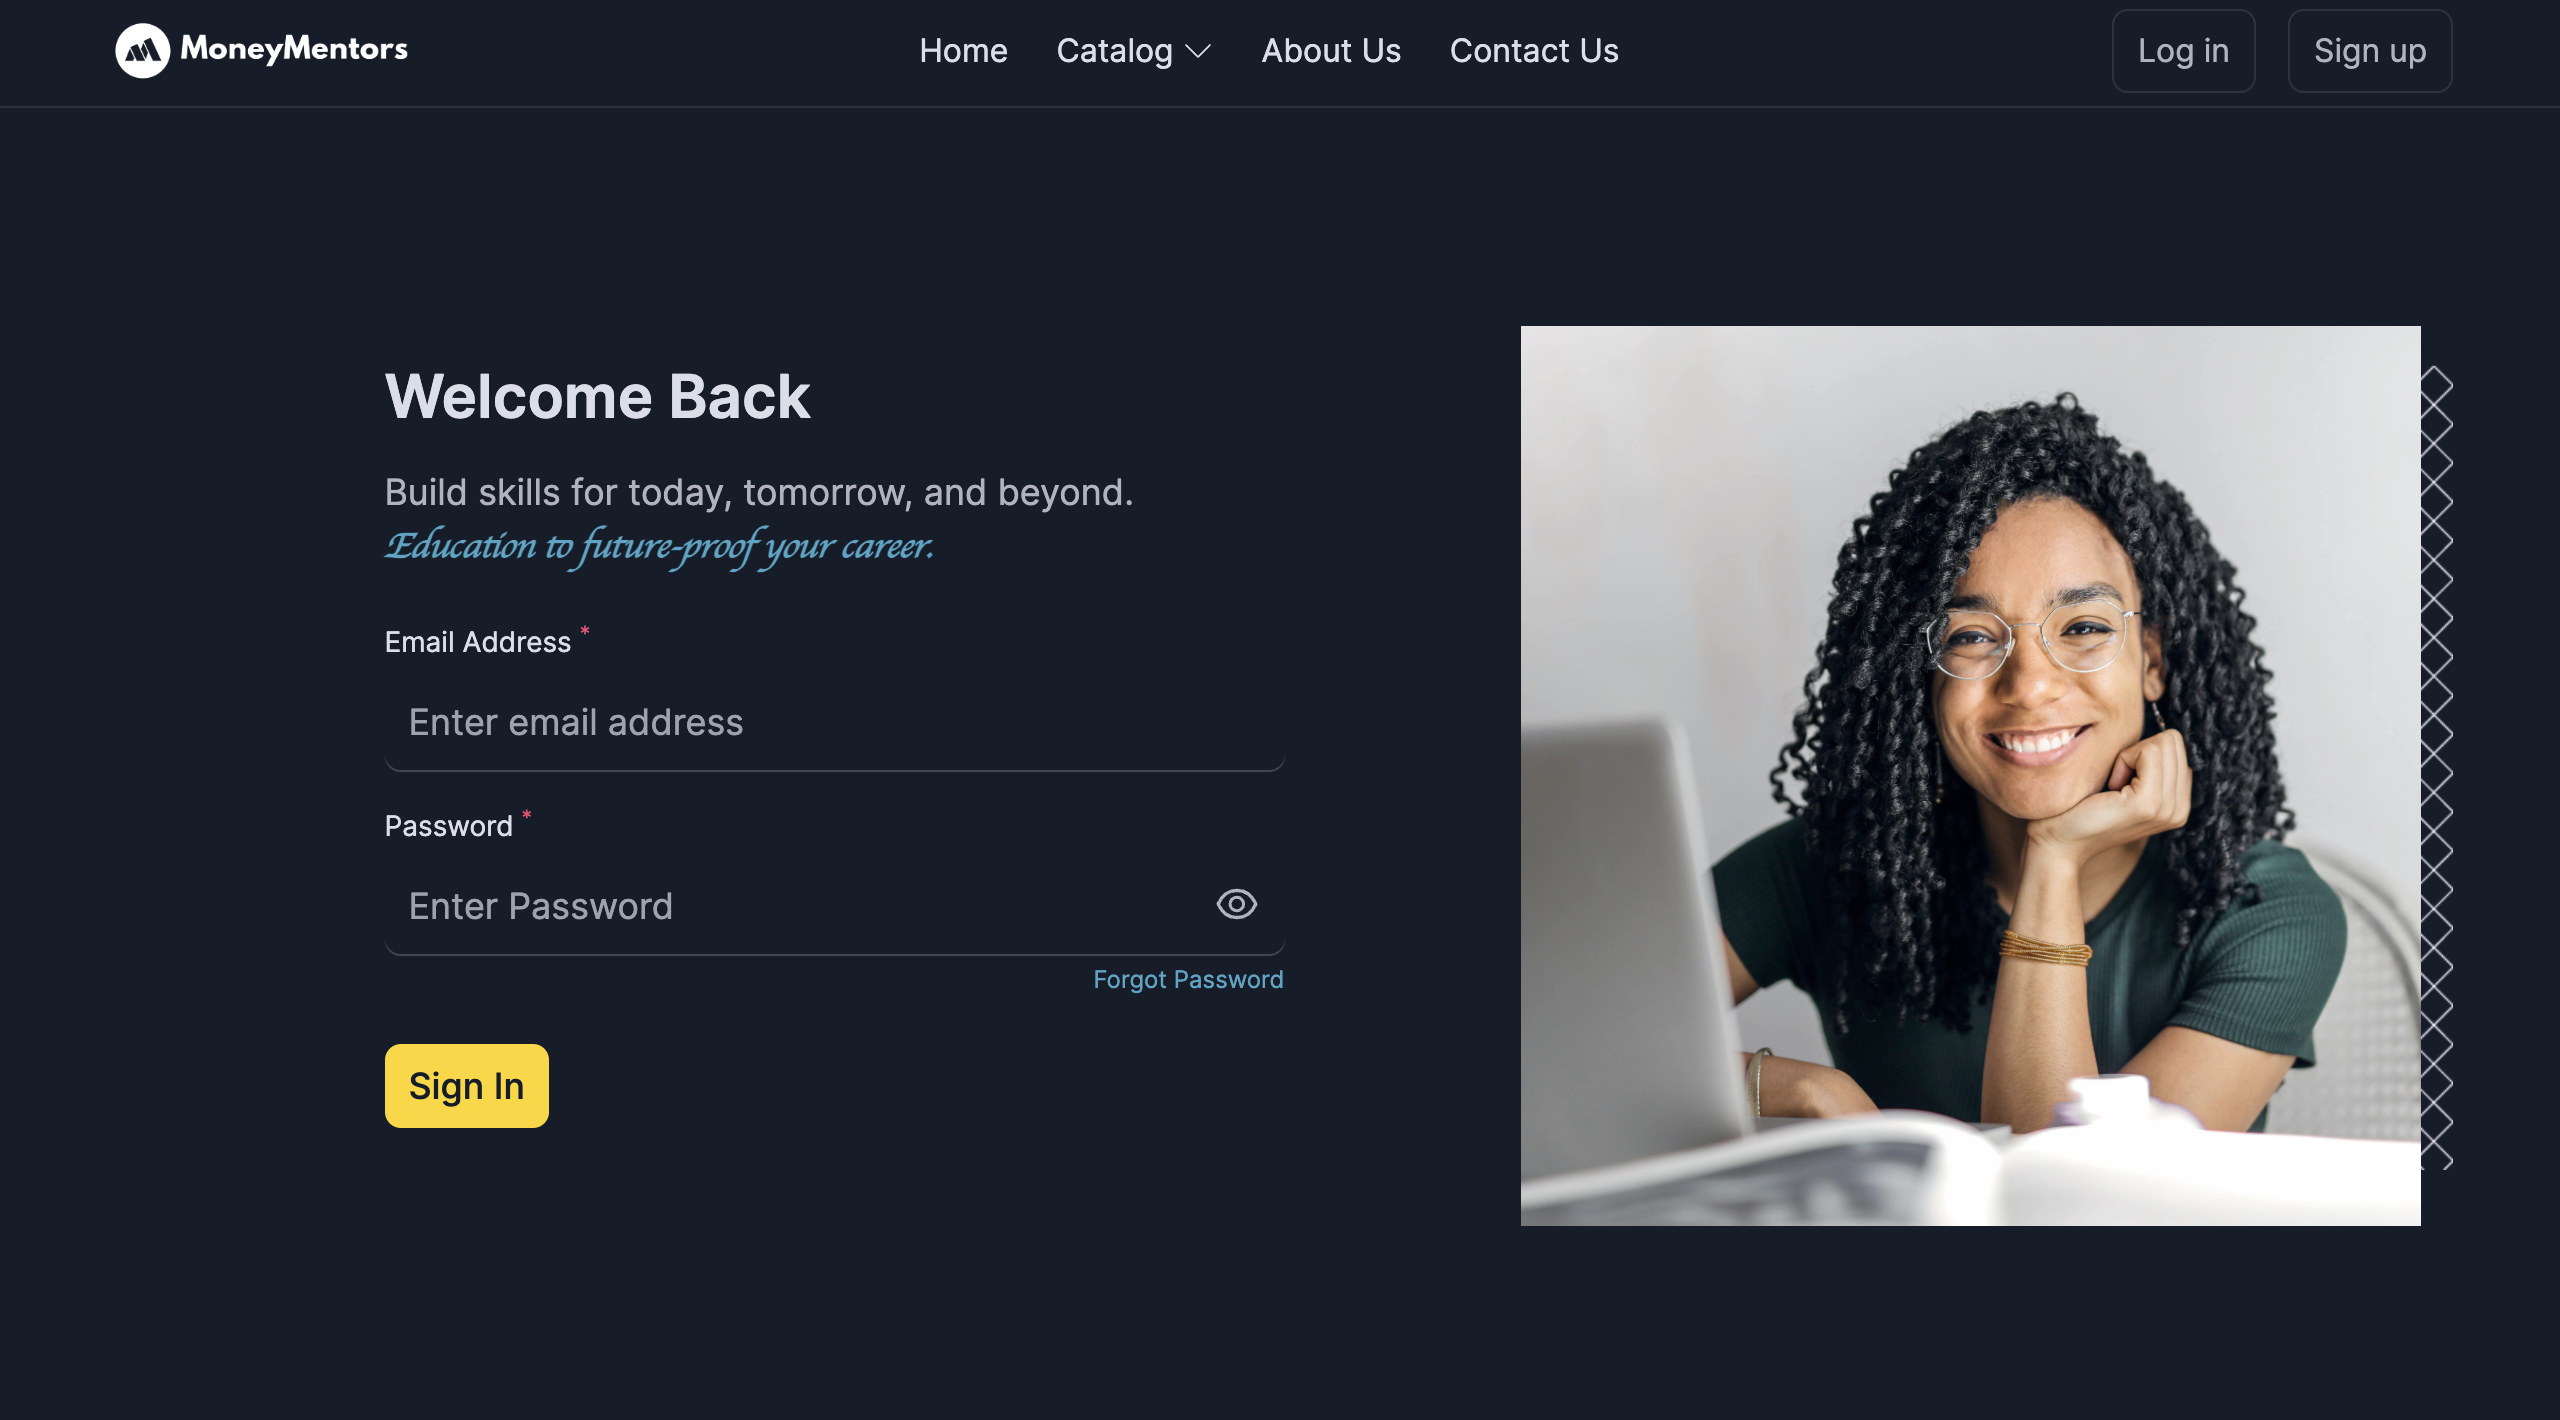 MoneyMentors
Home
Catalog
About Us
Contact Us
Log in
Sign up
Welcome Back
Build skills for today, tomorrow, and beyond.
Education to future-proof your career.
Email Address *
Enter email address
Password *
Enter Password
Forgot Password
Sign In